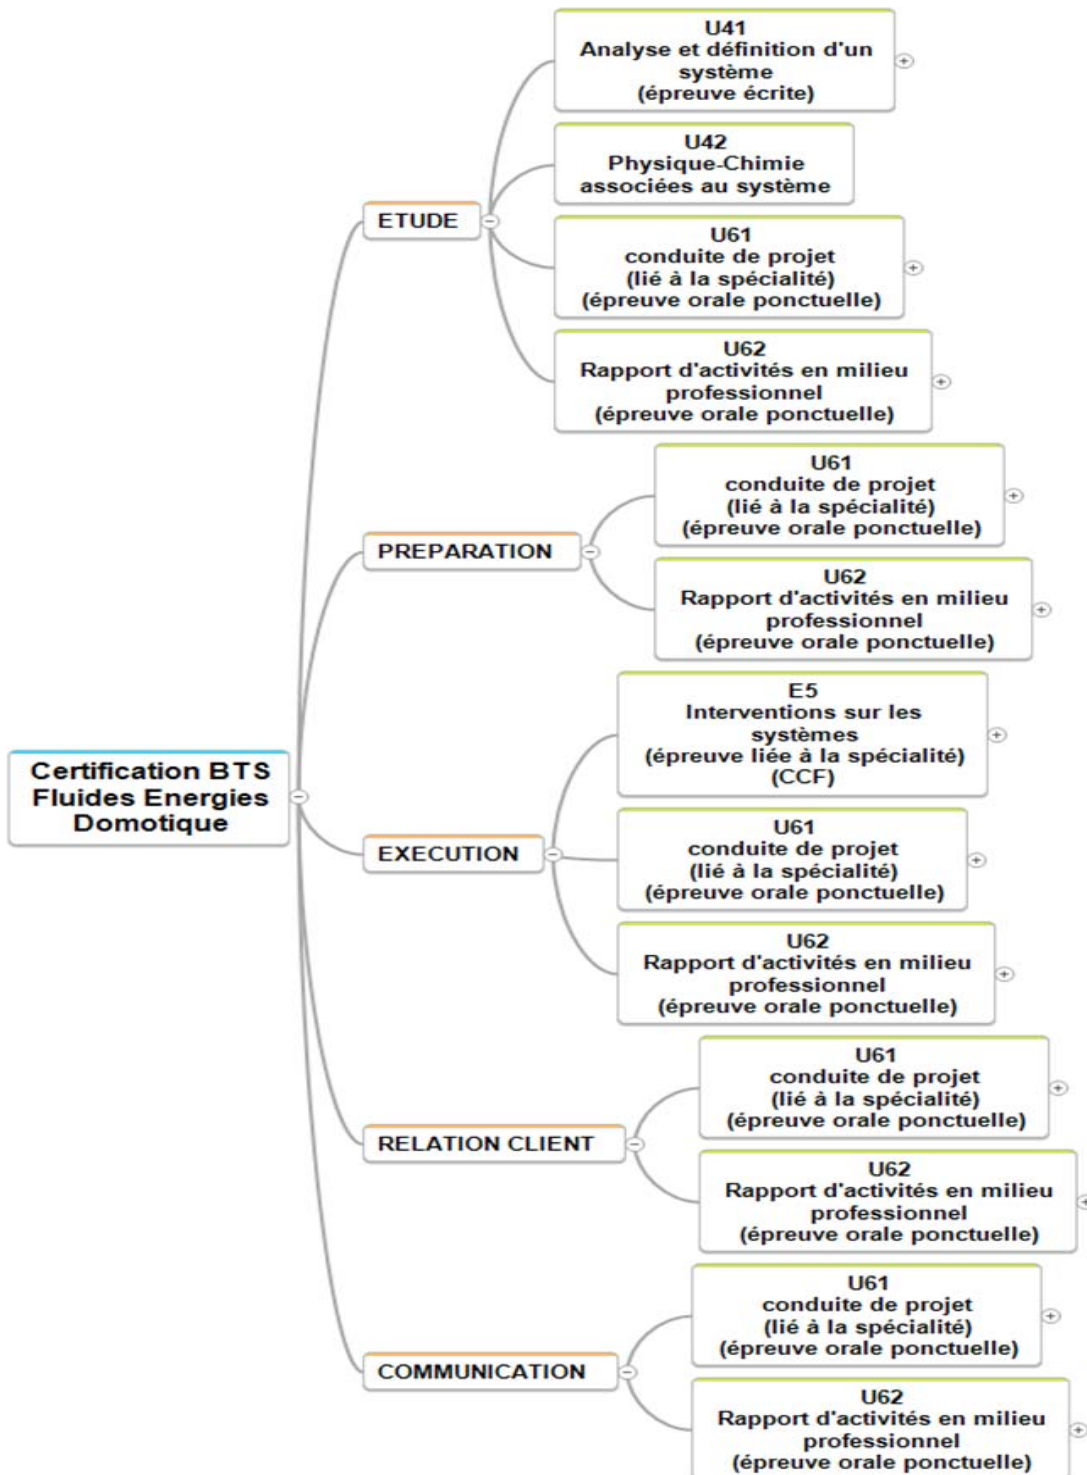 Certification BTS
Fluides Energies
Domotique
ETUDE
U41
Analyse et définition d'un
système
(épreuve écrite)
U42
Physique-Chimie
associées au système
U61
conduite de projet
(lié à la spécialité)
(épreuve orale ponctuelle)
U62
Rapport d'activités en milieu
professionnel
(épreuve orale ponctuelle)
PREPARATION
U61
conduite de projet
(lié à la spécialité)
(épreuve orale ponctuelle)
U62
Rapport d'activités en milieu
professionnel
(épreuve orale ponctuelle)
EXECUTION
E5
Interventions sur les
systèmes
(épreuve liée à la spécialité)
(CCF)
U61
conduite de projet
(lié à la spécialité)
(épreuve orale ponctuelle)
U62
Rapport d'activités en milieu
professionnel
(épreuve orale ponctuelle)
RELATION CLIENT
U61
conduite de projet
(lié à la spécialité)
(épreuve orale ponctuelle)
U62
Rapport d'activités en milieu
professionnel
(épreuve orale ponctuelle)
COMMUNICATION
U61
conduite de projet
(lié à la spécialité)
(épreuve orale ponctuelle)
U62
Rapport d'activités en milieu
professionnel
(épreuve orale ponctuelle)